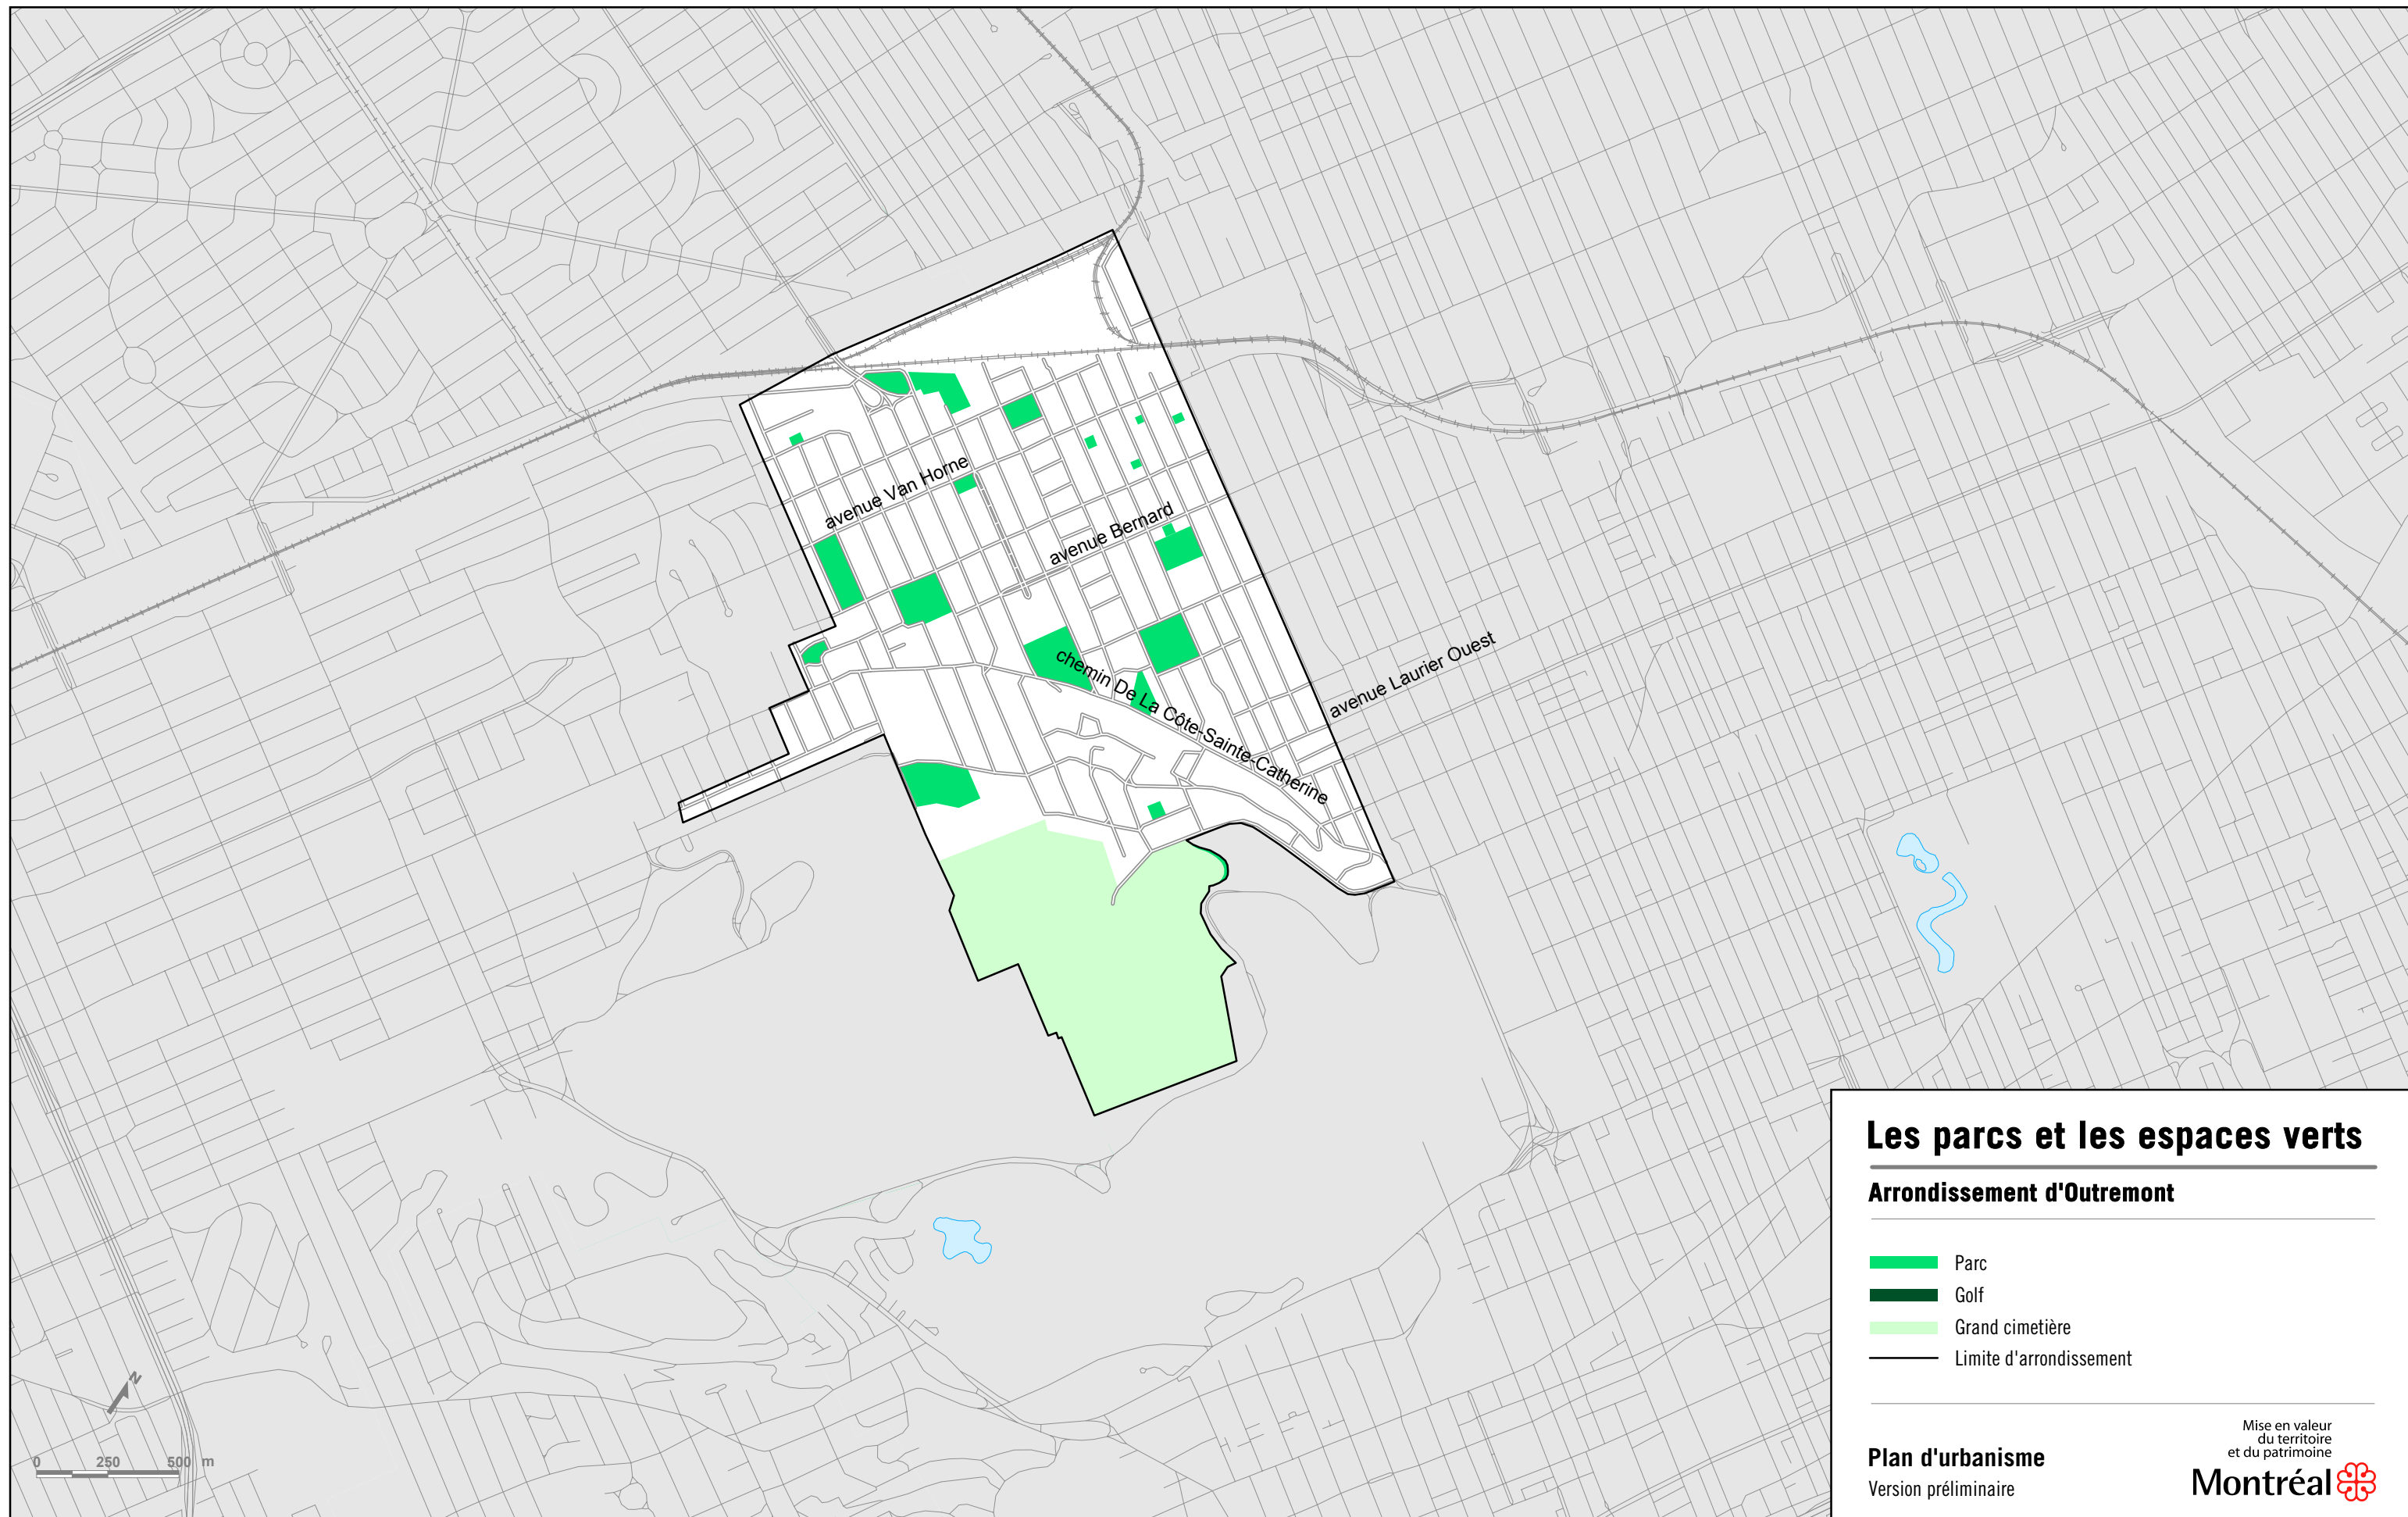 avenue Van Horne
avenue Bernard
chemin De La Côte-Sainte-Catherine
avenue Laurier Ouest
Les parcs et les espaces verts
Arrondissement d'Outremont
Parc
Golf
Grand cimetière
Limite d'arrondissement
Plan d'urbanisme
Version préliminaire
Mise en valeur
du territoire
et du patrimoine
Montréal
N
0 250 500 m